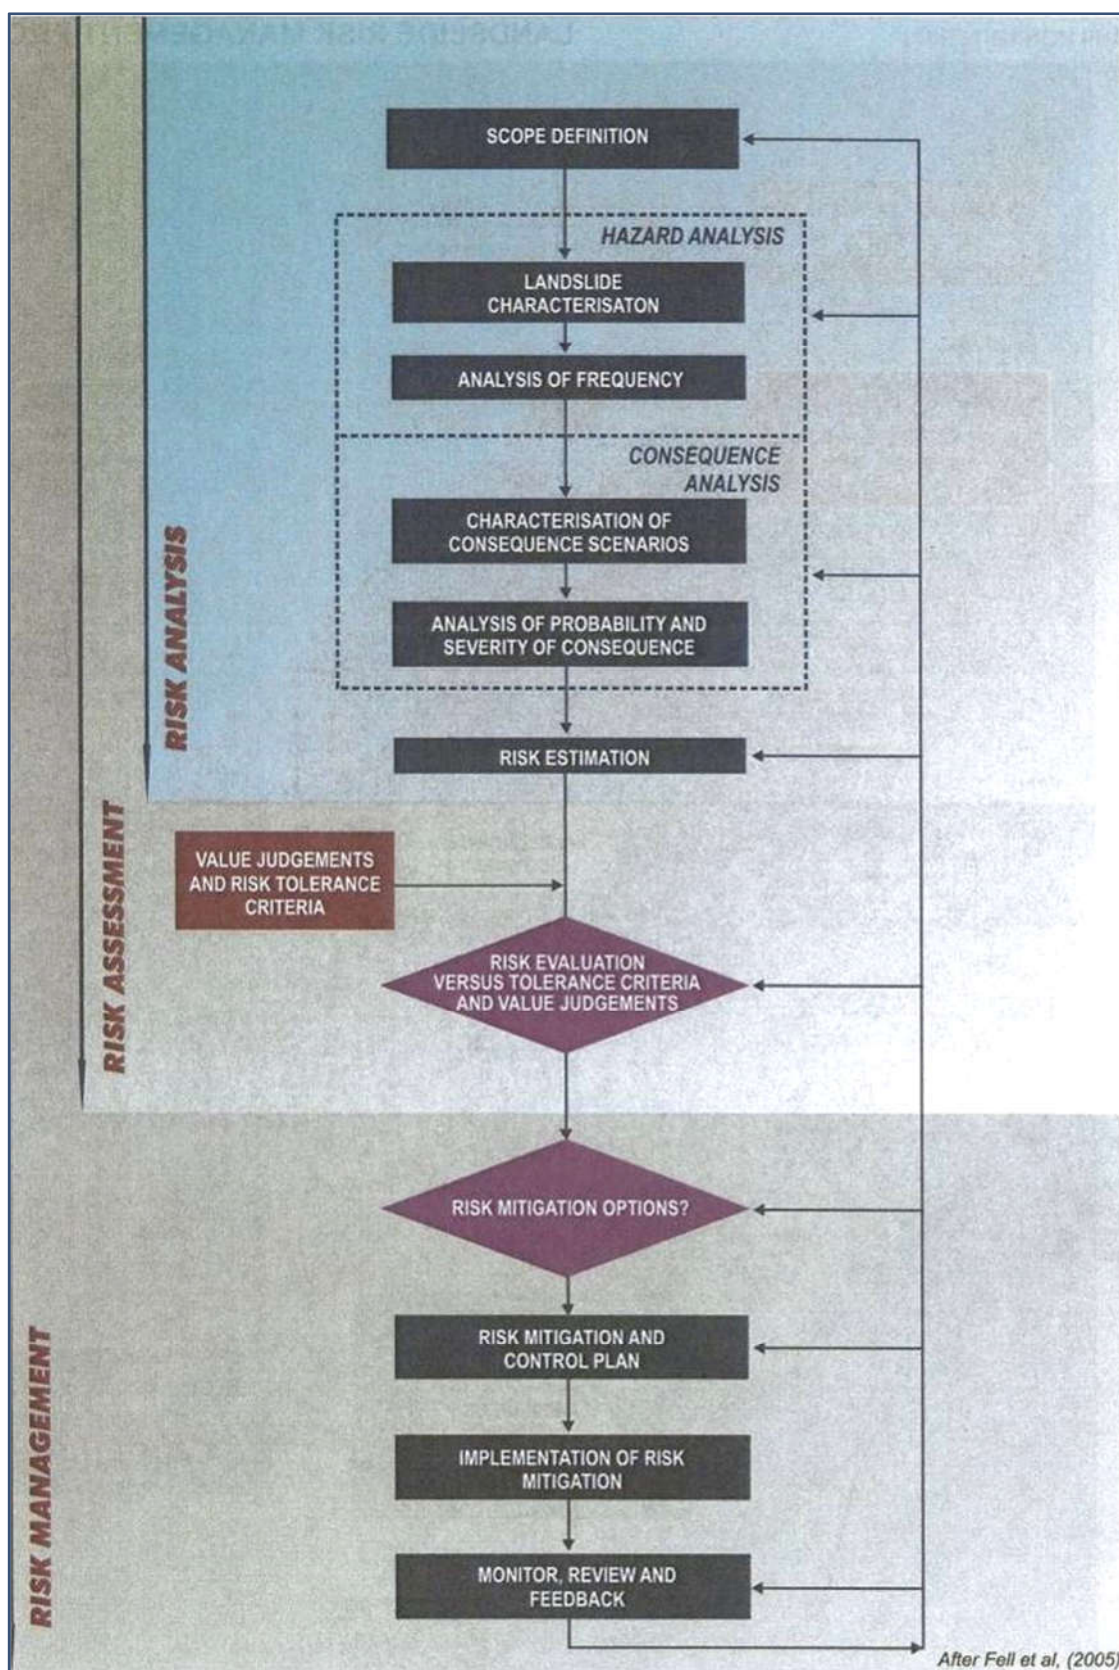 SCOPE DEFINITION
HAZARD ANALYSIS
LANDSLIDE
CHARACTERISATON
ANALYSIS OF FREQUENCY
CONSEQUENCE
ANALYSIS
CHARACTERISATION OF
CONSEQUENCE SCENARIOS
ANALYSIS OF PROBABILITY AND
SEVERITY OF CONSEQUENCE
RISK ANALYSIS
RISK ESTIMATION
VALUE JUDGEMENTS
AND RISK TOLERANCE
CRITERIA
RISK ASSESSMENT
RISK EVALUATION
VERSUS TOLERANCE CRITERIA
AND VALUE JUDGEMENTS
RISK MITIGATION OPTIONS?
RISK MITIGATION AND
CONTROL PLAN
IMPLEMENTATION OF RISK
MITIGATION
RISK MANAGEMENT
MONITOR, REVIEW AND
FEEDBACK
After Fell et al, (2005)